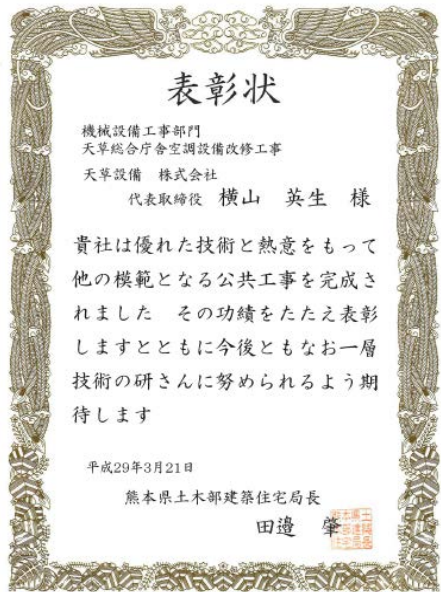 表彰状
機械設備工事部門
天草総合庁舎空調設備改修工事
天草設備　株式会社
代表取締役　横山　英生　様
貴社は優れた技術と熱意をもって
他の模範となる公共工事を完成さ
れました　その功績をたたえ表彰
しますとともに今後ともなお一層
技術の研さんに努められるよう期
待します
平成29年3月21日
熊本県土木部建築住宅局長
田邉　肇